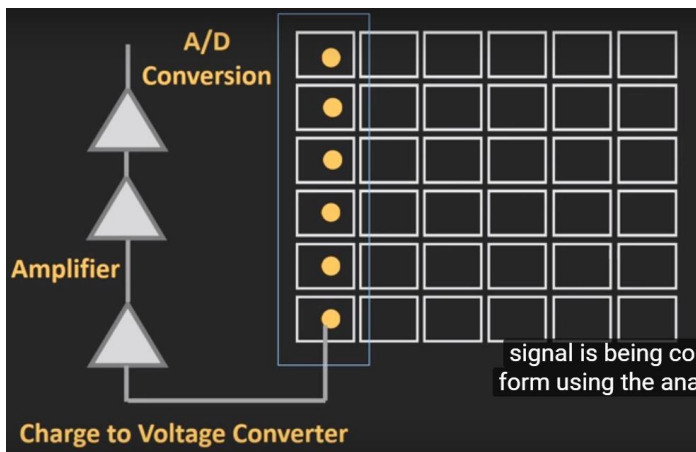 A/D
Conversion
Amplifier
signal is being co
form using the ana
Charge to Voltage Converter